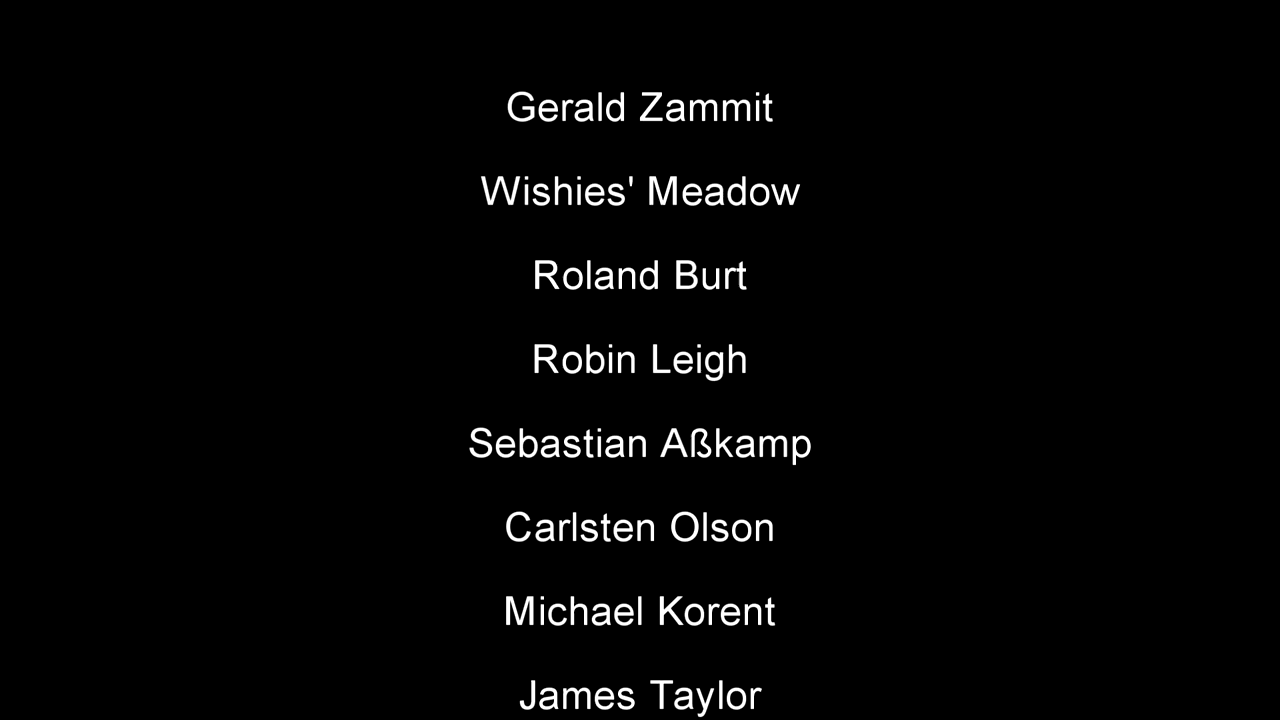 Gerald Zammit
Wishies' Meadow
Roland Burt
Robin Leigh
Sebastian Aßkamp
Carlsten Olson
Michael Korent
James Taylor